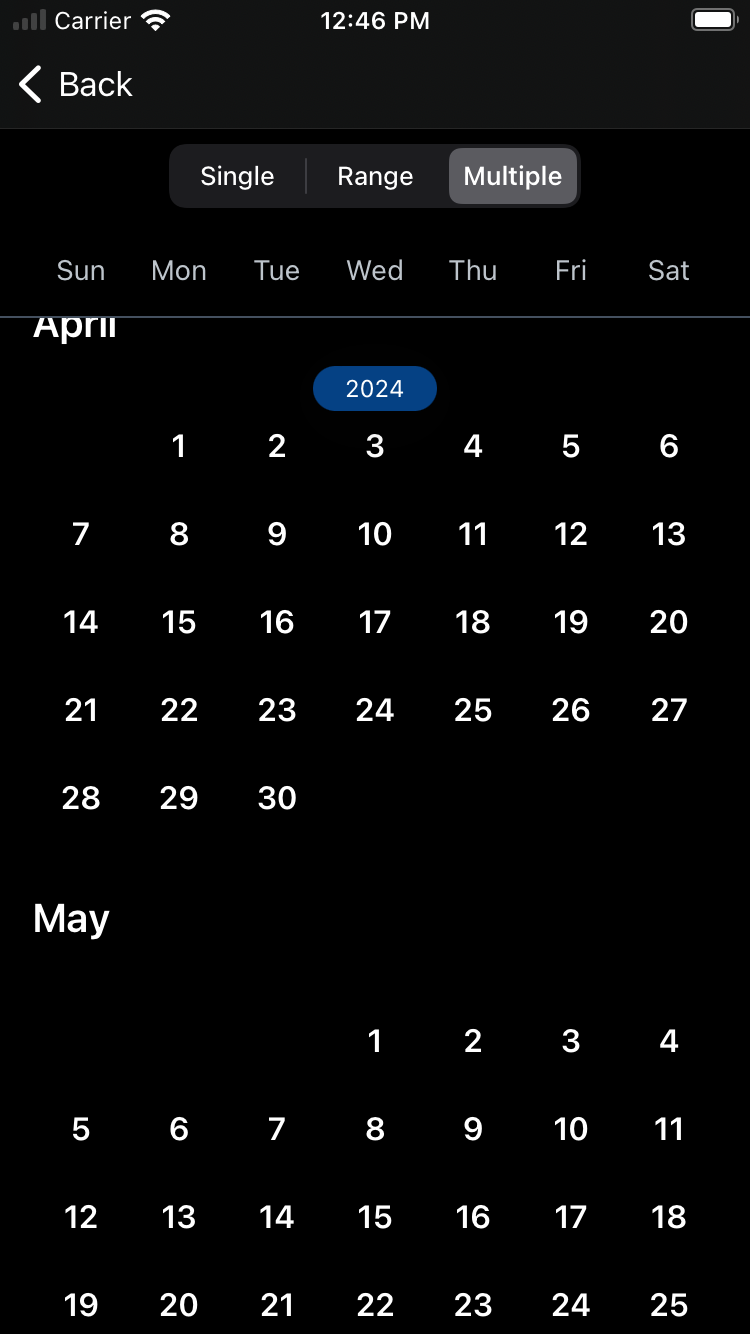 Carrier 12:46 PM
Back
Single Range Multiple
Sun Mon Tue Wed Thu Fri Sat
April
2024
1 2 3 4 5 6
7 8 9 10 11 12 13
14 15 16 17 18 19 20
21 22 23 24 25 26 27
28 29 30
May
1 2 3 4
5 6 7 8 9 10 11
12 13 14 15 16 17 18
19 20 21 22 23 24 25